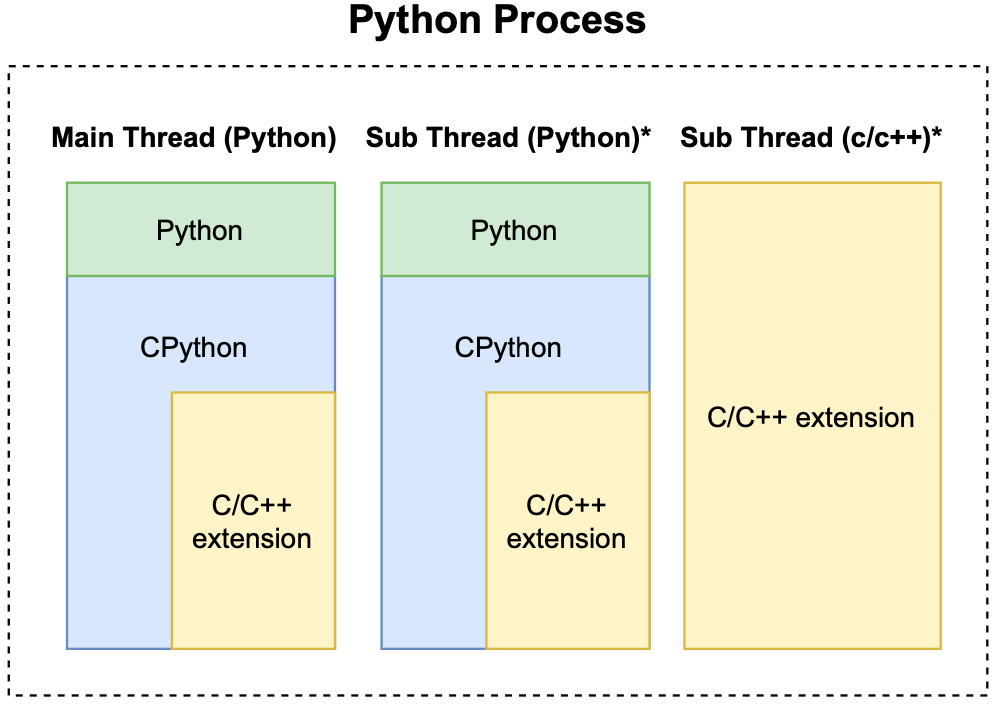 Python Process
Main Thread (Python)
Sub Thread (Python)*
Sub Thread (c/c++)*
Python
CPython
C/C++
extension
Python
CPython
C/C++
extension
C/C++ extension